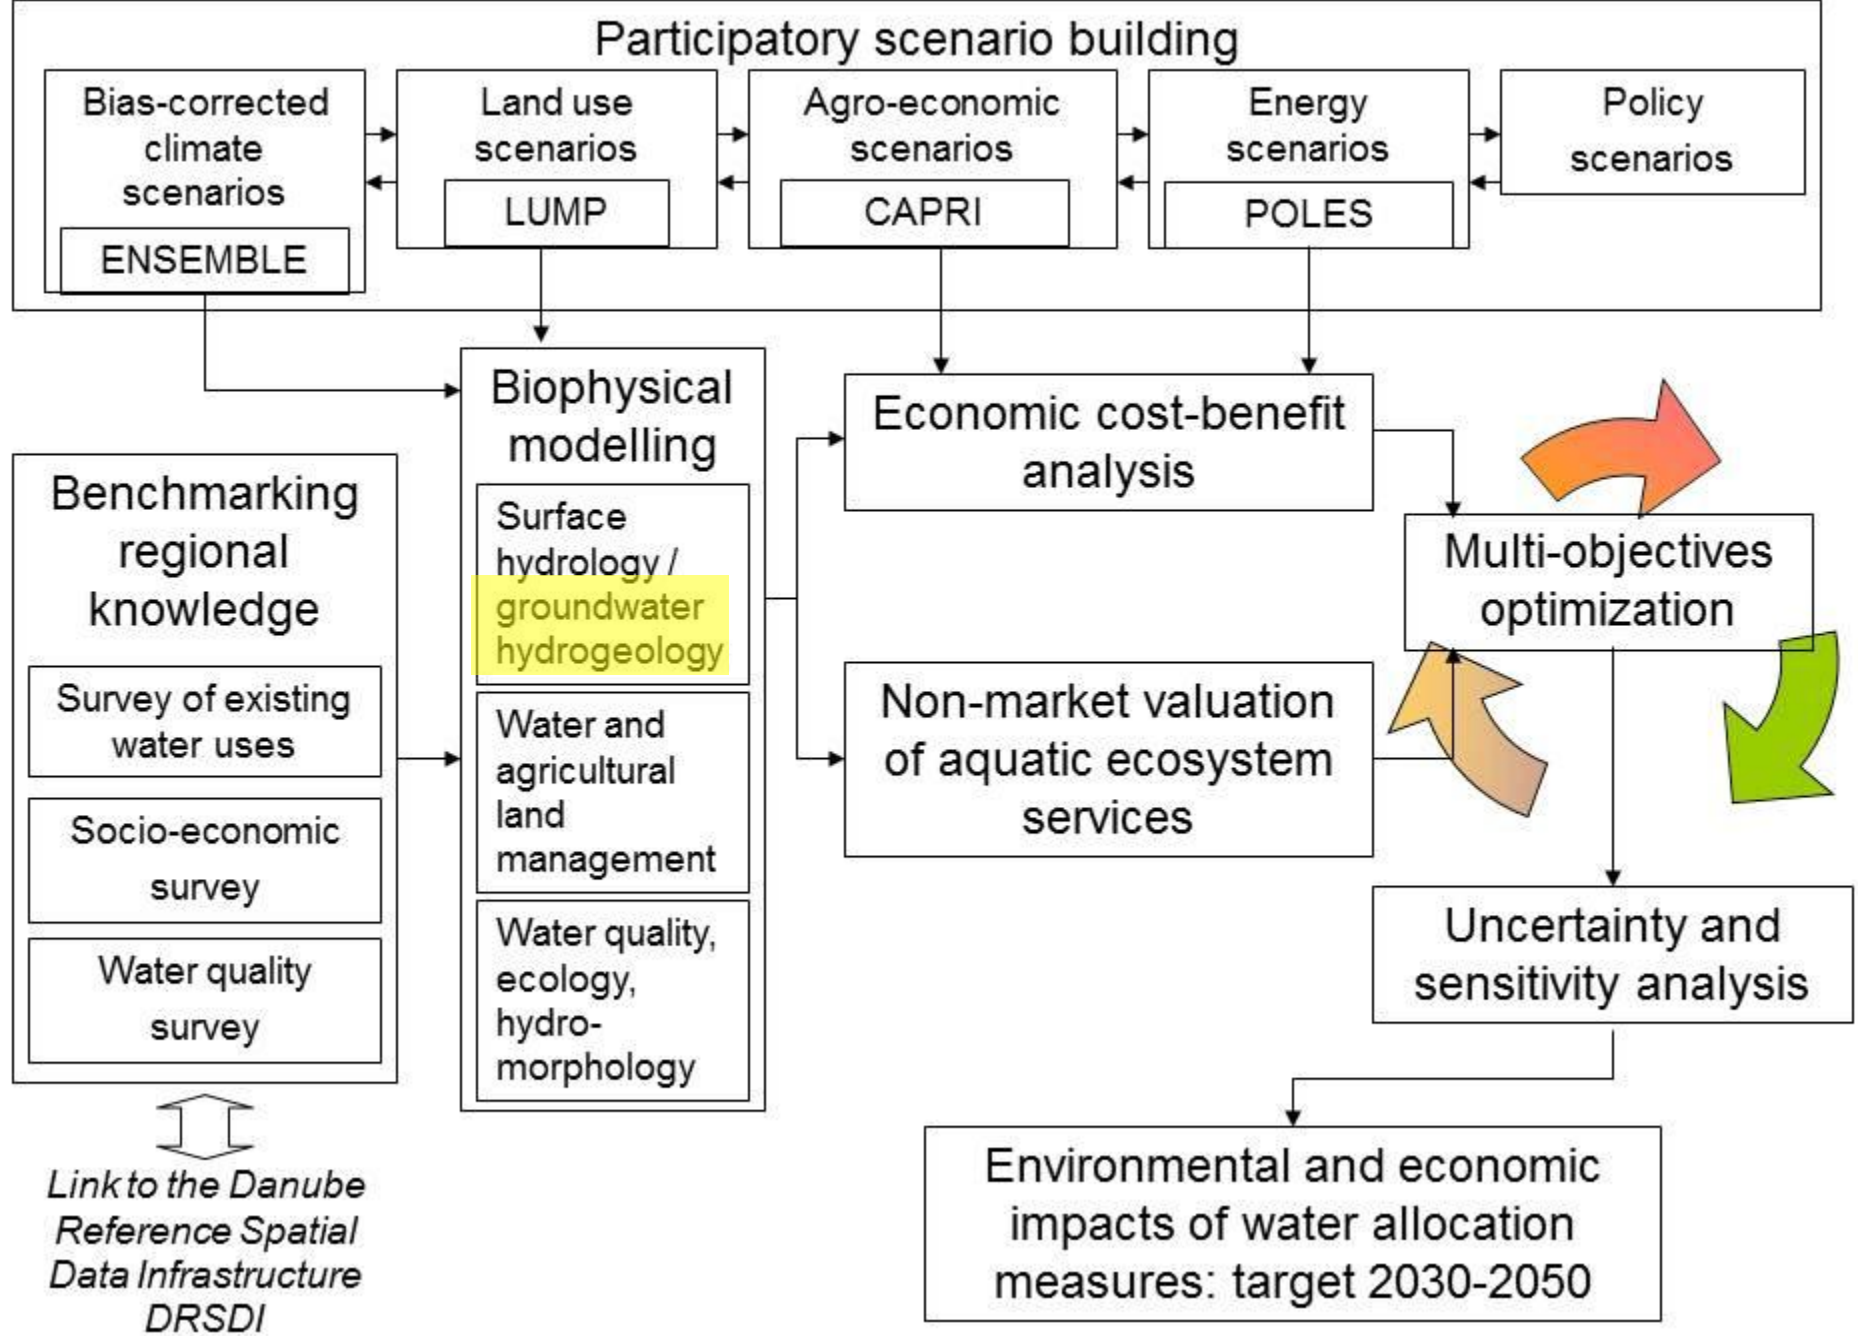 Participatory scenario building
Bias-corrected
climate
scenarios
ENSEMBLE
Land use
scenarios
LUMP
Agro-economic
scenarios
CAPRI
Energy
scenarios
POLES
Policy
scenarios
Benchmarking
regional
knowledge
Survey of existing
water uses
Socio-economic
survey
Water quality
survey
Link to the Danube
Reference Spatial
Data Infrastructure
DRSDI
Biophysical
modelling
Surface
hydrology /
groundwater
hydrogeology
Water and
agricultural
land
management
Water quality,
ecology,
hydro-
morphology
Economic cost-benefit
analysis
Non-market valuation
of aquatic ecosystem
services
Multi-objectives
optimization
Uncertainty and
sensitivity analysis
Environmental and economic
impacts of water allocation
measures: target 2030-2050